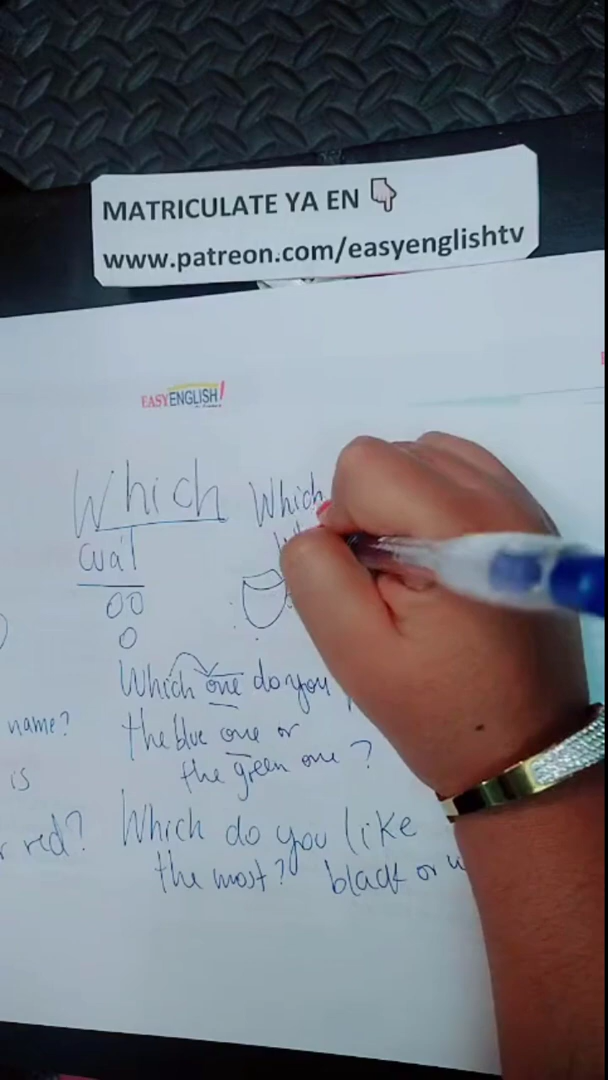 MATRICULATE YA EN
www.patreon.com/easyenglishtv
EASYENGLISH!
Which
Cuál
Which
Which one do you
the blue one or
the green one?
name?
is
red?
Which do you like
the most? black or